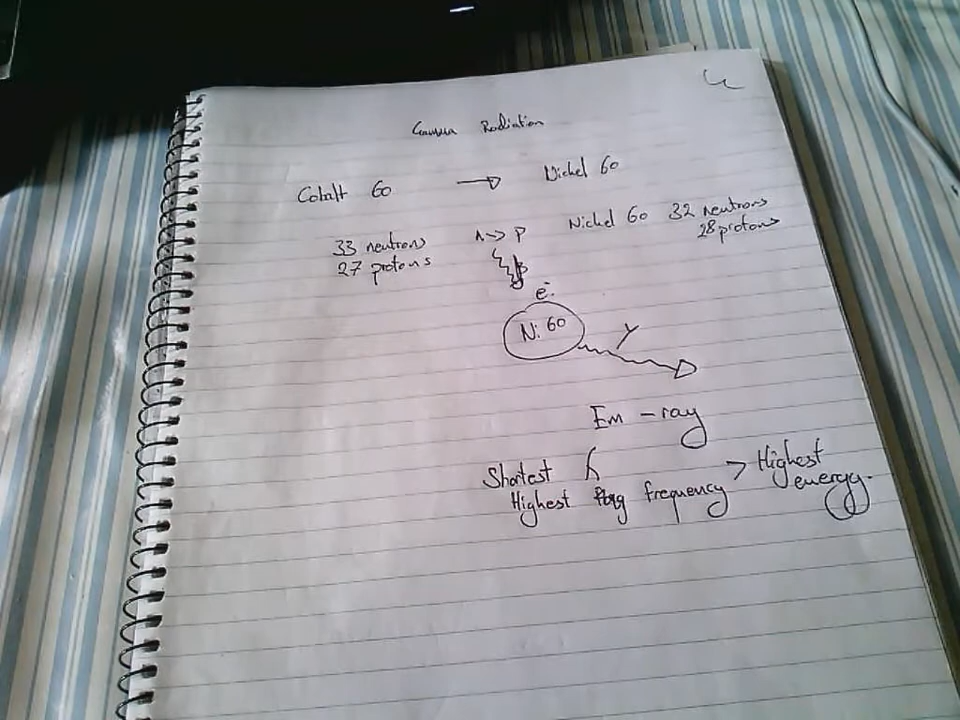 Gamma Radiation
Cobalt 60 → Nickel 60
33 neutrons
27 protons
n → p
Nickel 60 32 neutrons
28 protons
e⁻
Ni 60
γ
Em - ray
Shortest λ
Highest frequency > Highest energy.